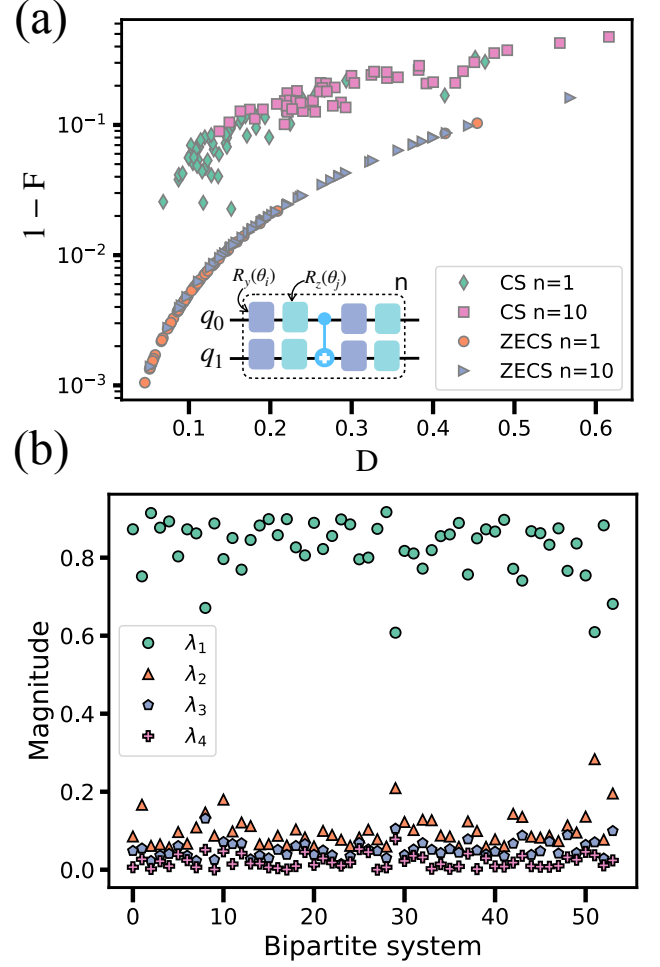 (a)
10⁻¹
10⁻²
10⁻³
1 − F
R_y(θ_i)
R_z(θ_j)
n
q_0
q_1
CS n=1
CS n=10
ZECS n=1
ZECS n=10
0.1 0.2 0.3 0.4 0.5 0.6
D
(b)
0.8
0.6
0.4
0.2
0.0
Magnitude
λ_1
λ_2
λ_3
λ_4
0 10 20 30 40 50
Bipartite system